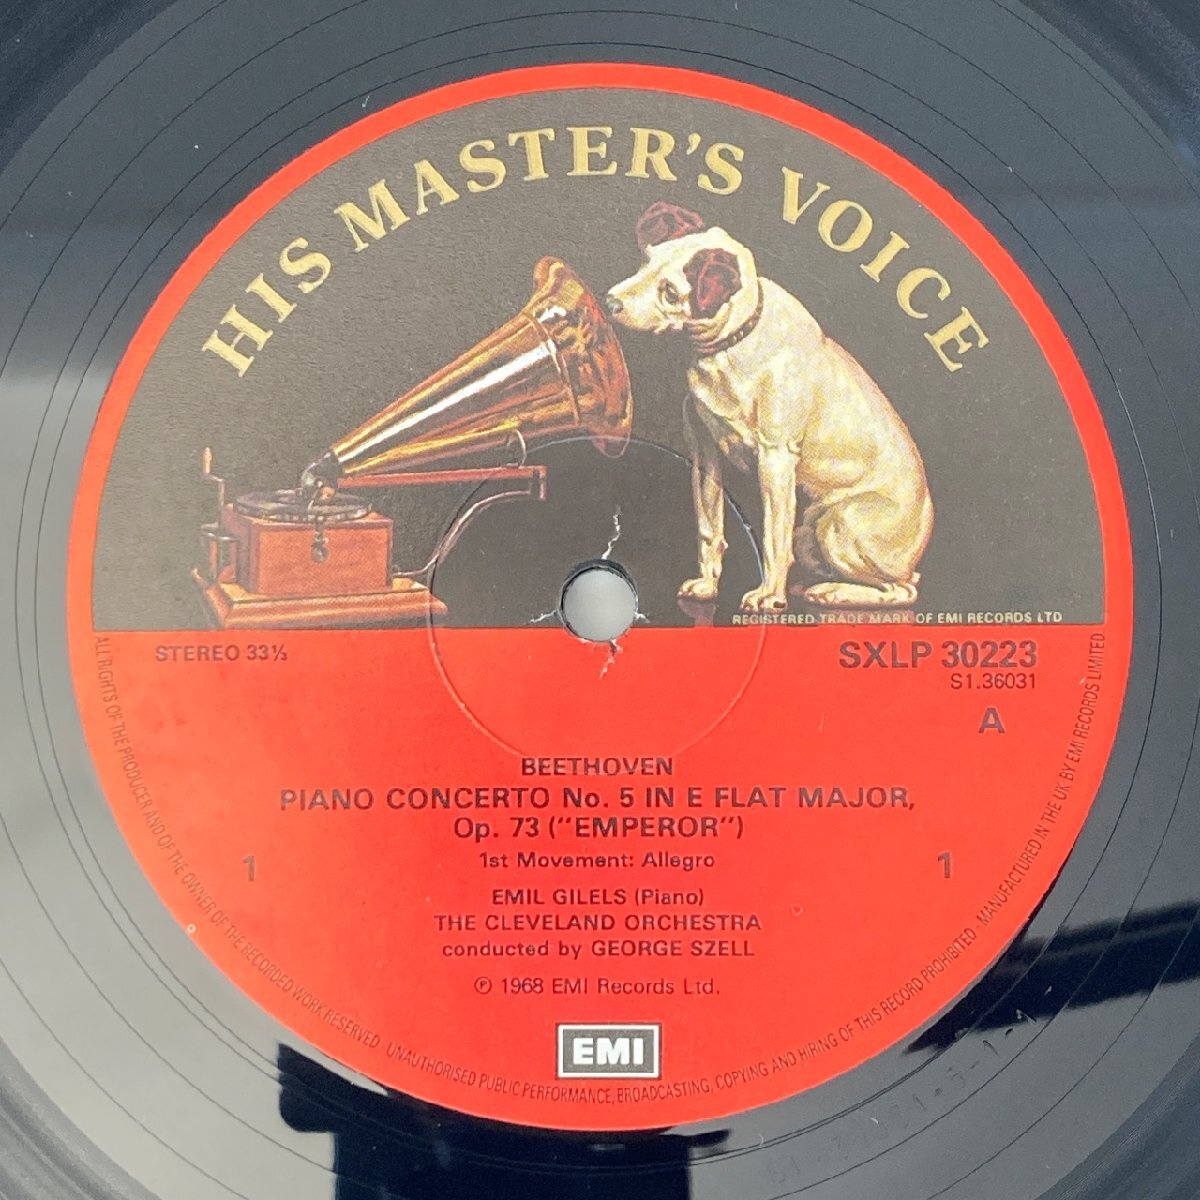 HIS MASTER'S VOICE
REGISTERED TRADE MARK OF EMI RECORDS LTD
STEREO 33⅓
SXLP 30223
S1.36031
A
BEETHOVEN
PIANO CONCERTO No. 5 IN E FLAT MAJOR,
Op. 73 ("EMPEROR")
1st Movement: Allegro
1 1
EMIL GILELS (Piano)
THE CLEVELAND ORCHESTRA
conducted by GEORGE SZELL
℗ 1968 EMI Records Ltd.
EMI
ALL RIGHTS OF THE PRODUCER AND OF THE OWNER OF THE RECORDED WORK RESERVED · UNAUTHORISED PUBLIC PERFORMANCE, BROADCASTING, COPYING AND HIRING OF THIS RECORD PROHIBITED · MANUFACTURED IN THE UK BY EMI RECORDS LIMITED